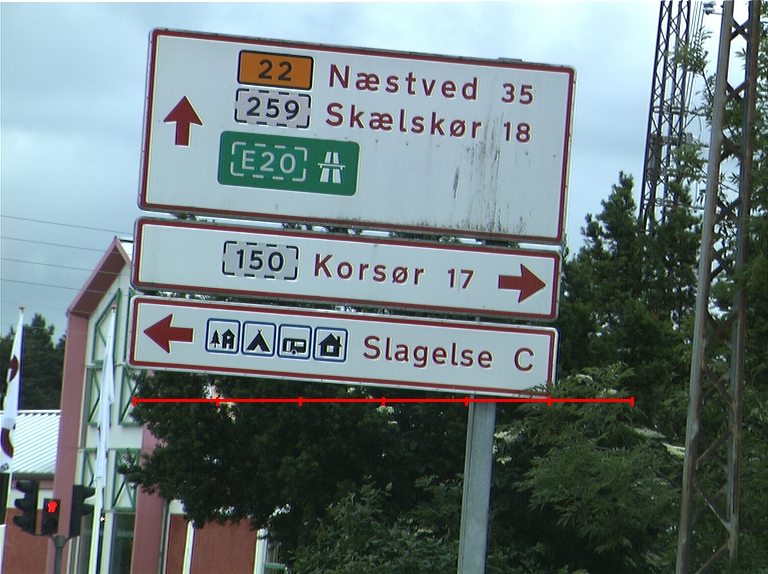 22 Næstved 35
259 Skælskør 18
E20
150 Korsør 17
Slagelse C